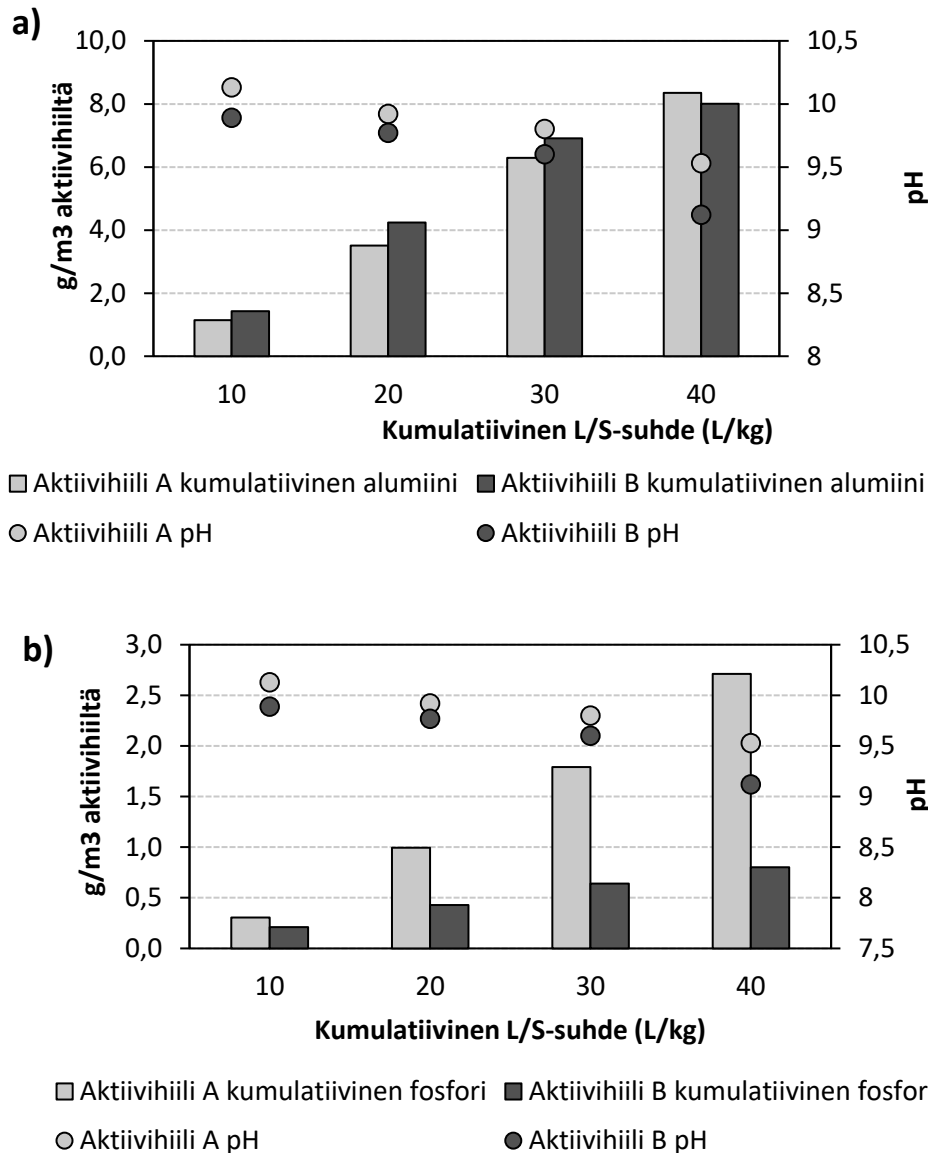 a)
g/m3 aktiivihiiltä
10,0
8,0
6,0
4,0
2,0
0,0
10,5
10
9,5
9
8,5
8
pH
10 20 30 40
Kumulatiivinen L/S-suhde (L/kg)
Aktiivihiili A kumulatiivinen alumiini Aktiivihiili B kumulatiivinen alumiini
Aktiivihiili A pH Aktiivihiili B pH
b)
g/m3 aktiivihiiltä
3,0
2,5
2,0
1,5
1,0
0,5
0,0
10,5
10
9,5
9
8,5
8
7,5
pH
10 20 30 40
Kumulatiivinen L/S-suhde (L/kg)
Aktiivihiili A kumulatiivinen fosfori Aktiivihiili B kumulatiivinen fosfor
Aktiivihiili A pH Aktiivihiili B pH